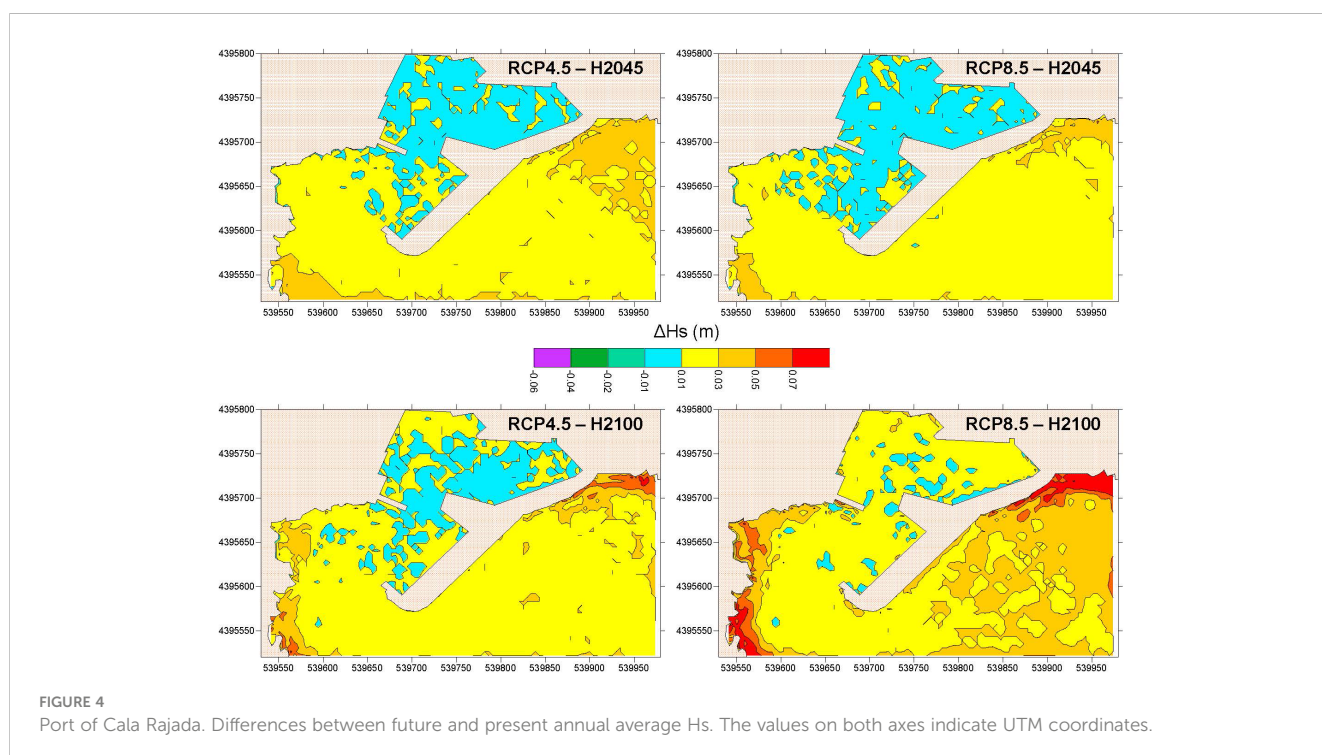 RCP4.5 – H2045
4395800
4395750
4395700
4395650
4395600
4395550
539550 539600 539650 539700 539750 539800 539850 539900 539950
RCP8.5 – H2045
4395800
4395750
4395700
4395650
4395600
4395550
539550 539600 539650 539700 539750 539800 539850 539900 539950
ΔHs (m)
-0.06 -0.04 -0.02 -0.01 0.01 0.03 0.05 0.07
RCP4.5 – H2100
4395800
4395750
4395700
4395650
4395600
4395550
539550 539600 539650 539700 539750 539800 539850 539900 539950
RCP8.5 – H2100
4395800
4395750
4395700
4395650
4395600
4395550
539550 539600 539650 539700 539750 539800 539850 539900 539950
FIGURE 4
Port of Cala Rajada. Differences between future and present annual average Hs. The values on both axes indicate UTM coordinates.